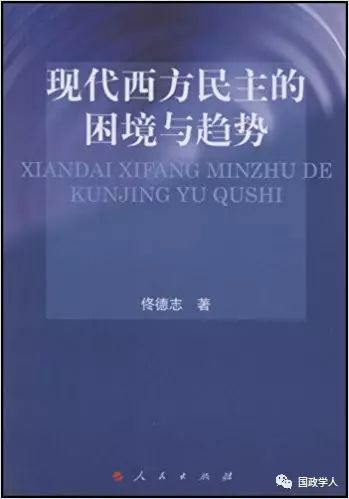 现代西方民主的
困境与趋势
XIANDAI XIFANG MINZHU DE
KUNJING YU QUSHI
佟德志 著
人民出版社
国政学人